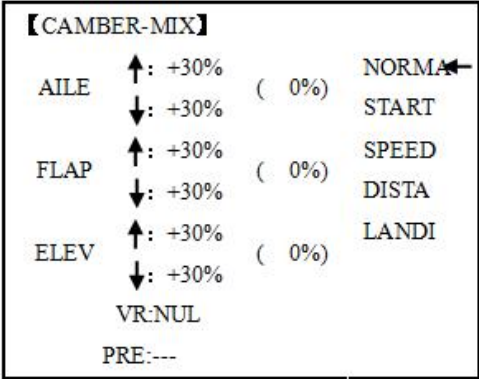 【CAMBER-MIX】
↑: +30% NORMA←
AILE ( 0%)
↓: +30% START
↑: +30% SPEED
FLAP ( 0%)
↓: +30% DISTA
↑: +30% LANDI
ELEV ( 0%)
↓: +30%
VR:NUL
PRE:---